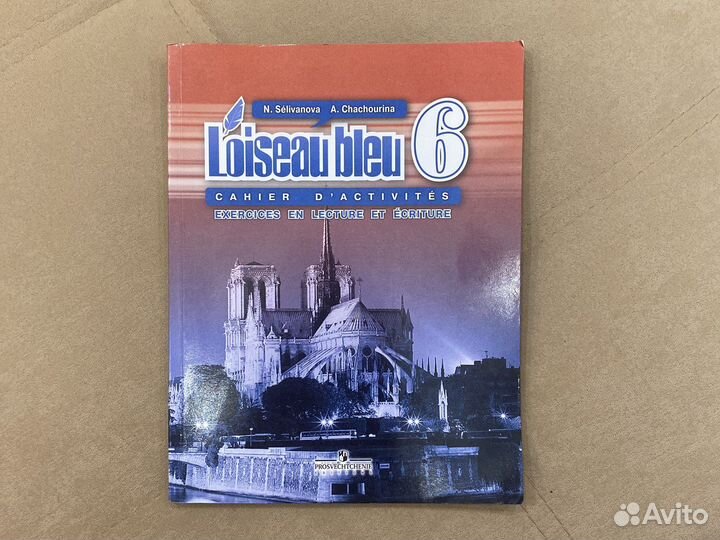 N. Sélivanova A. Chachourina
L'oiseau bleu 6
CAHIER D'ACTIVITÉS
EXERCICES EN LECTURE ET ÉCRITURE
PROSVECHTCHENIE
Avito